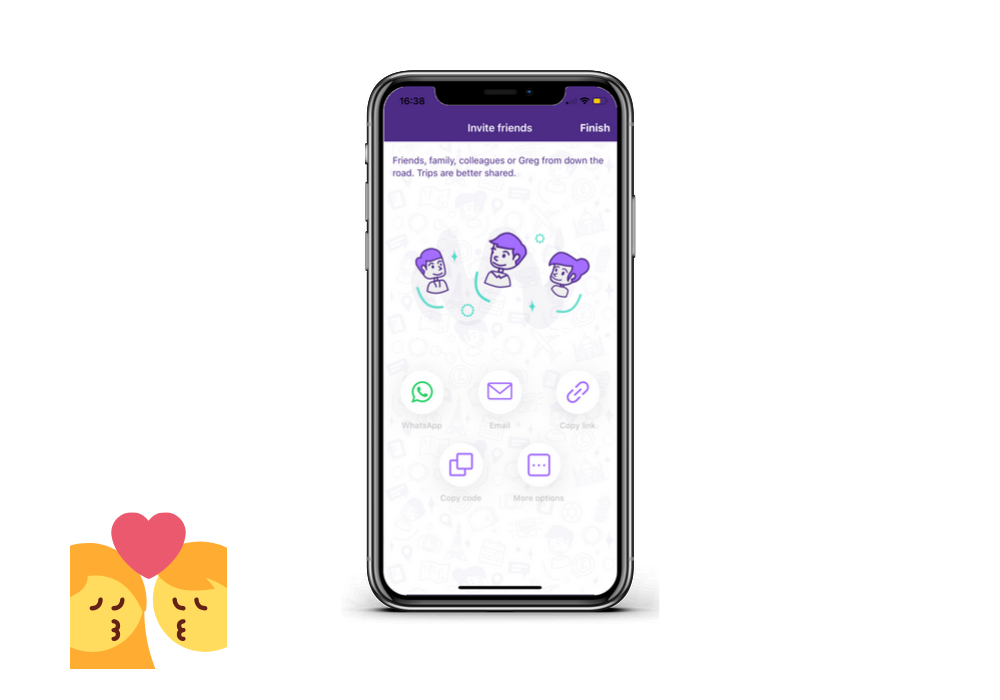 16:38
Invite friends
Finish
Friends, family, colleagues or Greg from down the
road. Trips are better shared.
WhatsApp
Email
Copy link
Copy code
More options